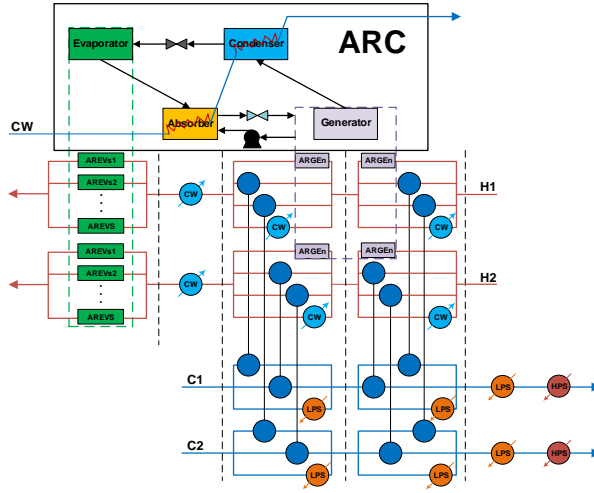 ARC
Evaporator
Condenser
Absorber
Generator
CW
AREVs1
ARGEn
ARGEn
AREVs2
CW
H1
AREVS
CW
CW
AREVs1
ARGEn
ARGEn
AREVs2
CW
H2
AREVS
CW
CW
C1
LPS
HPS
LPS
LPS
C2
LPS
HPS
LPS
LPS